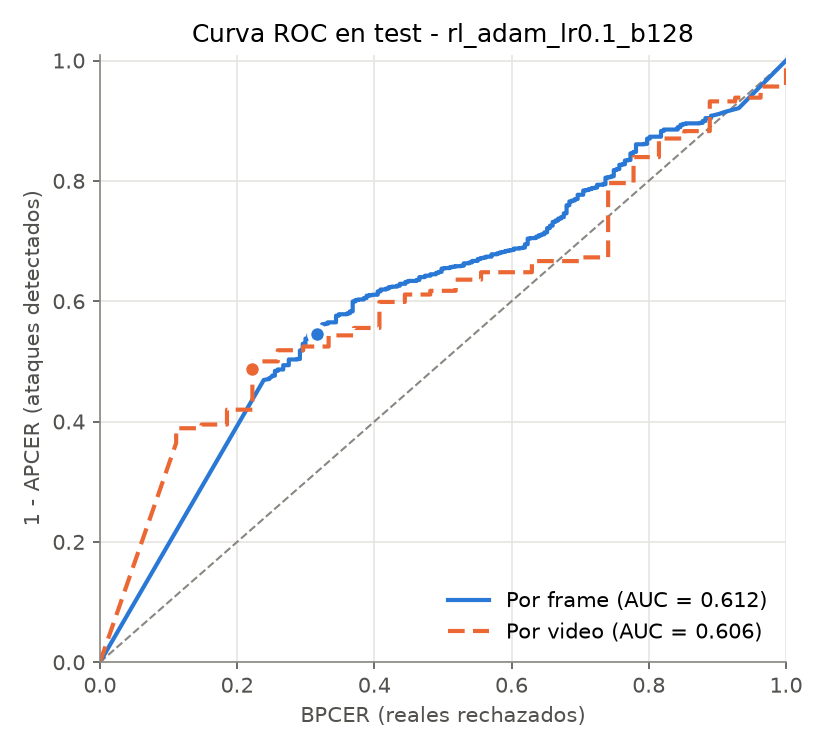 Curva ROC en test - rl_adam_lr0.1_b128
1 - APCER (ataques detectados)
1.0
0.8
0.6
0.4
0.2
0.0
0.0 0.2 0.4 0.6 0.8 1.0
BPCER (reales rechazados)
Por frame (AUC = 0.612)
Por video (AUC = 0.606)